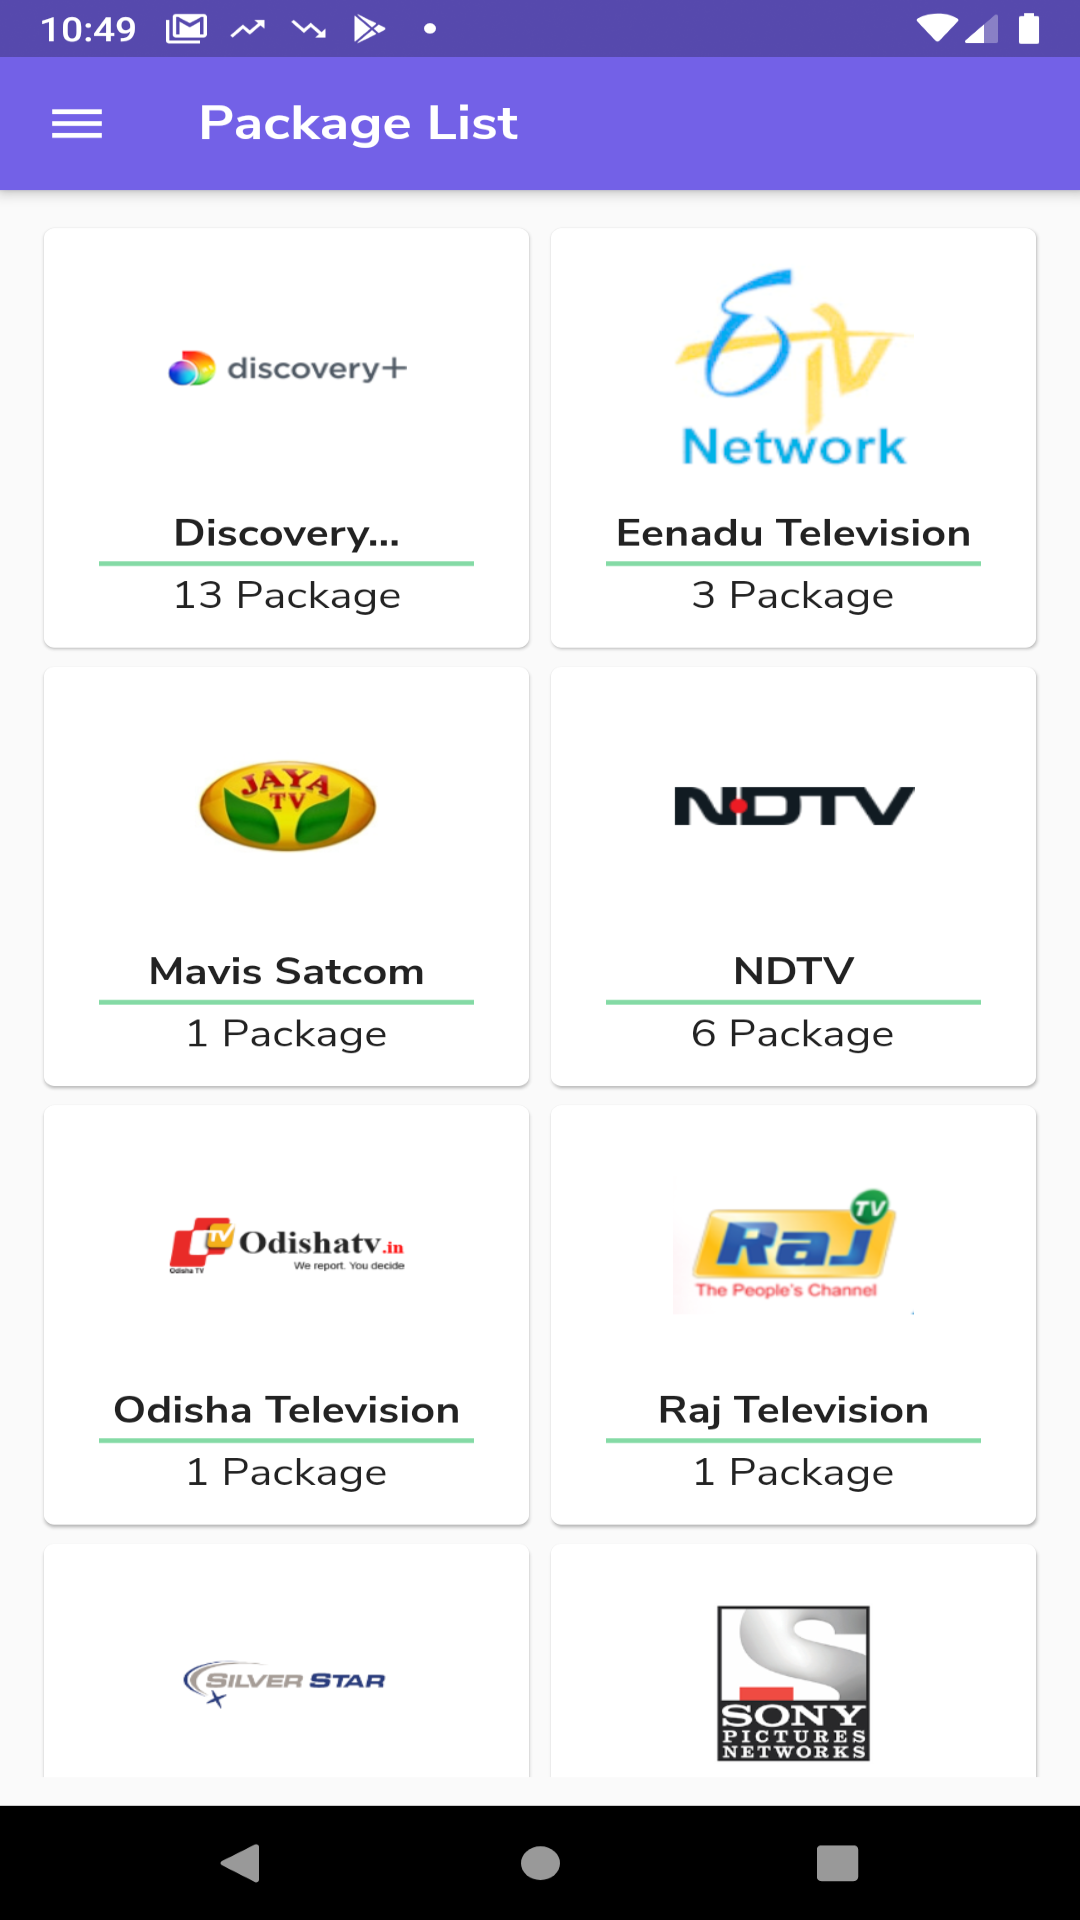 10:49
Package List
discovery+
ETV
Network
Discovery...
Eenadu Television
13 Package
3 Package
JAYA
TV
NDTV
Mavis Satcom
NDTV
1 Package
6 Package
TV
Odisha TV
Odishatv.in
We report. You decide
TV
Raj
The People's Channel
Odisha Television
Raj Television
1 Package
1 Package
SILVER STAR
S
SONY
PICTURES
NETWORKS